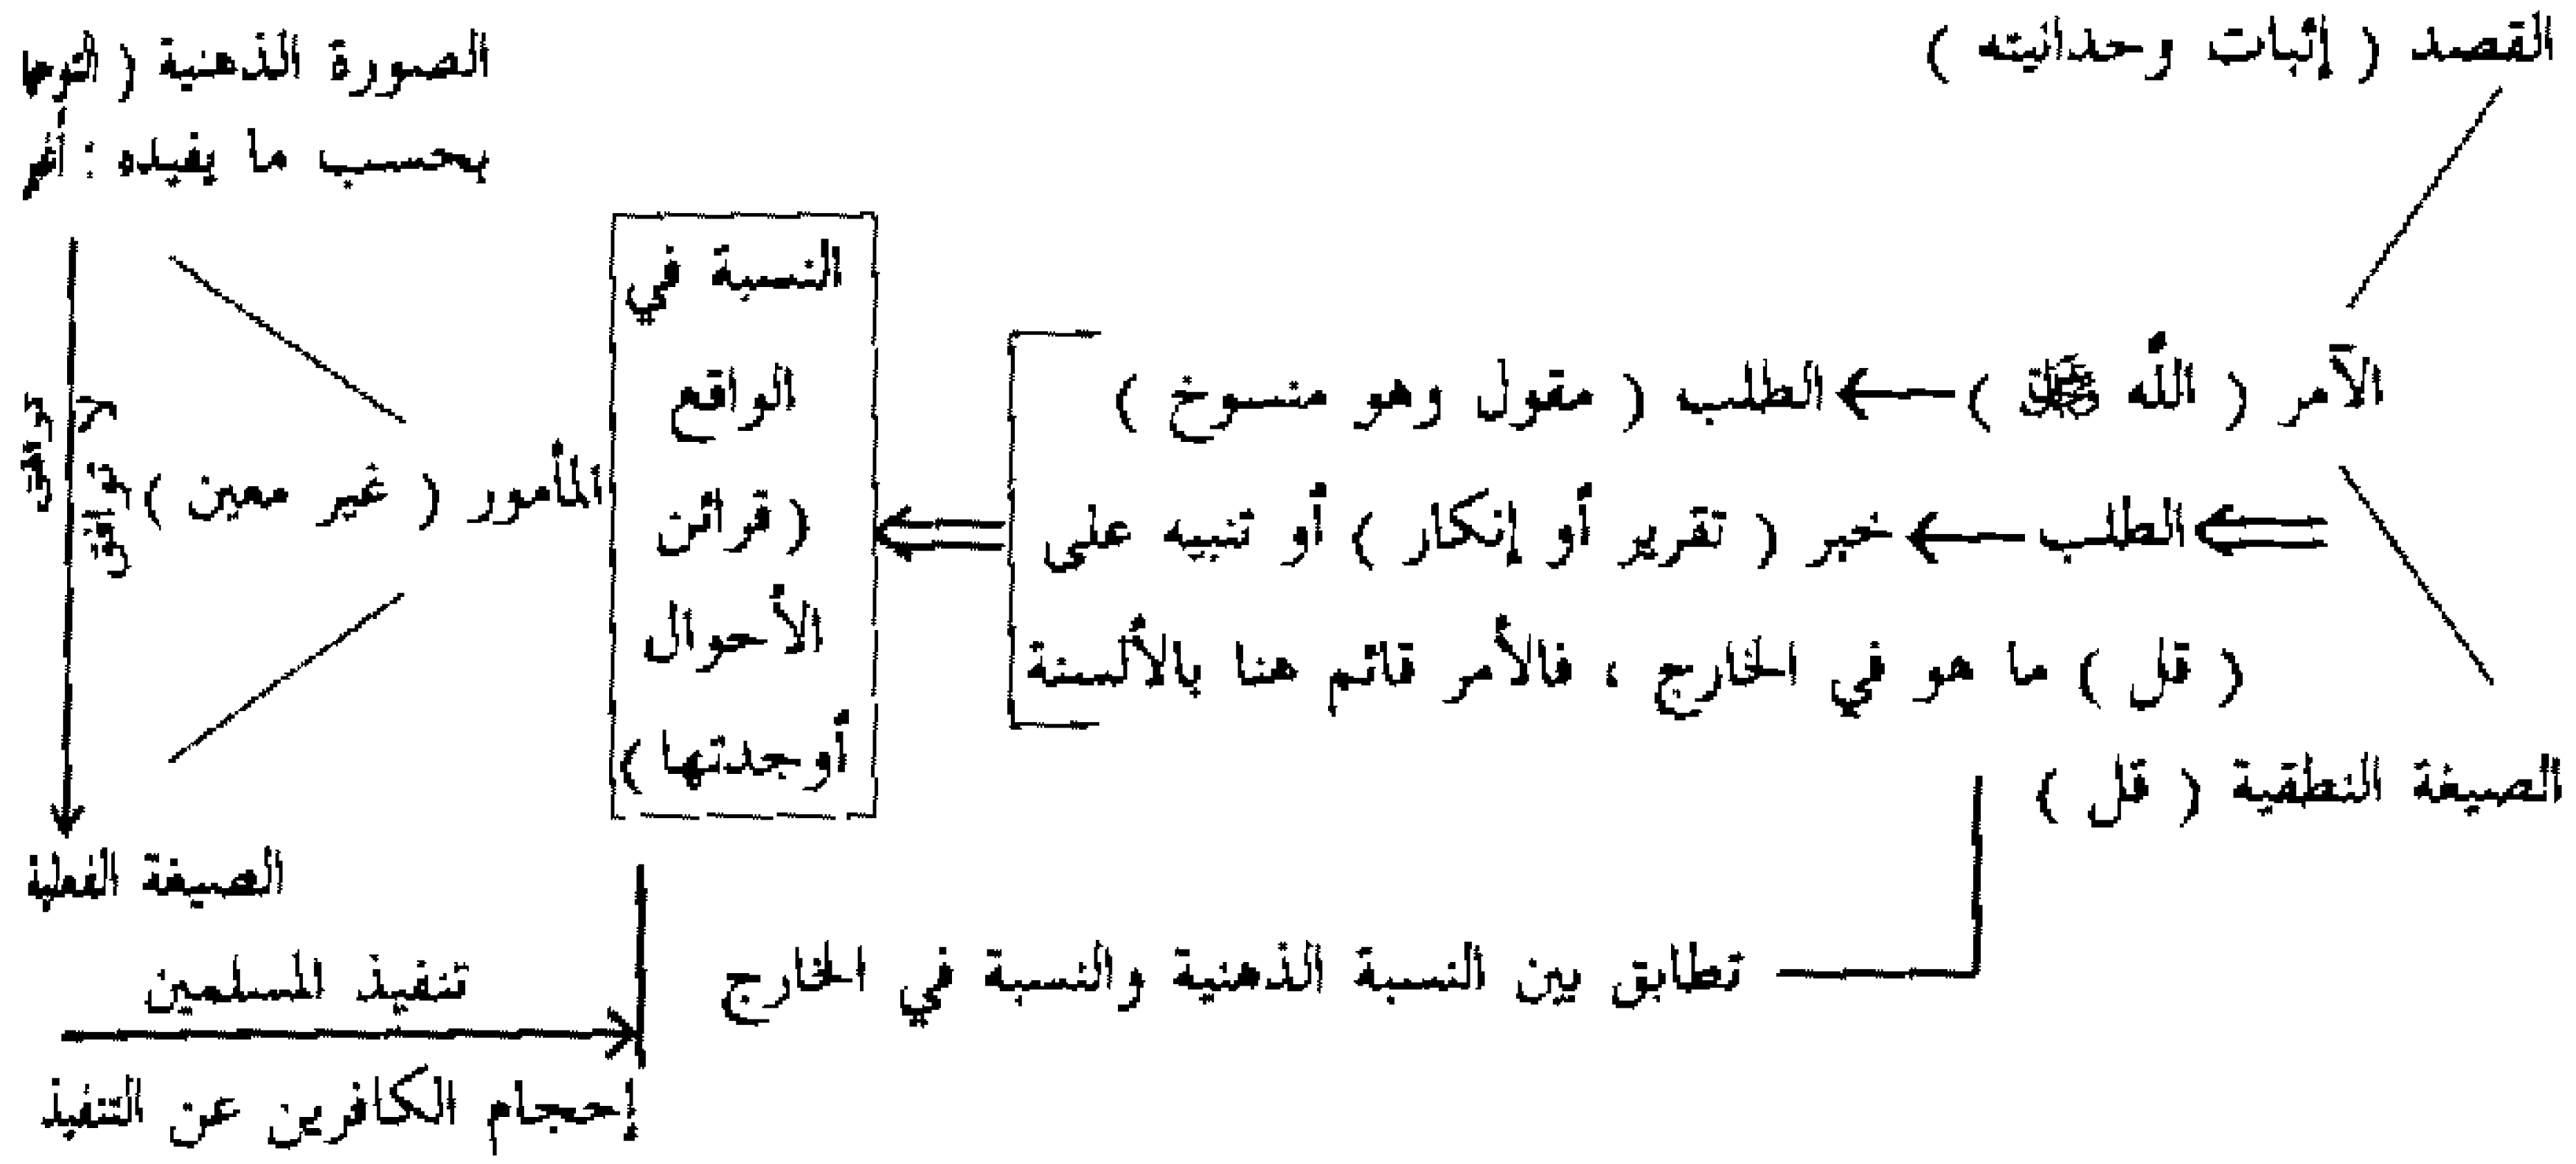 القصد ( إثبات وحدانيته )
الآمر ( الله ﷻ ) ← الطلب ( مقول وهو منسوخ )
⇐ الطلب ← خبر ( تقرير أو إنكار ) أو تنبيه على
( قل ) ما هو في الخارج ، فالأمر قائم هنا بالألسنة
الصيغة النطقية ( قل )
تطابق بين النسبة الذهنية والنسبة في الخارج
النسبة في
الواقع
( قرائن
الأحوال
أوجدتها )
الصورة الذهنية (
بحسب ما يفيده :
المأمور ( غير معين )
توافق
لا توافق
الصيغة الفعلية
تنفيذ المسلمين
إحجام الكافرين عن التنفيذ